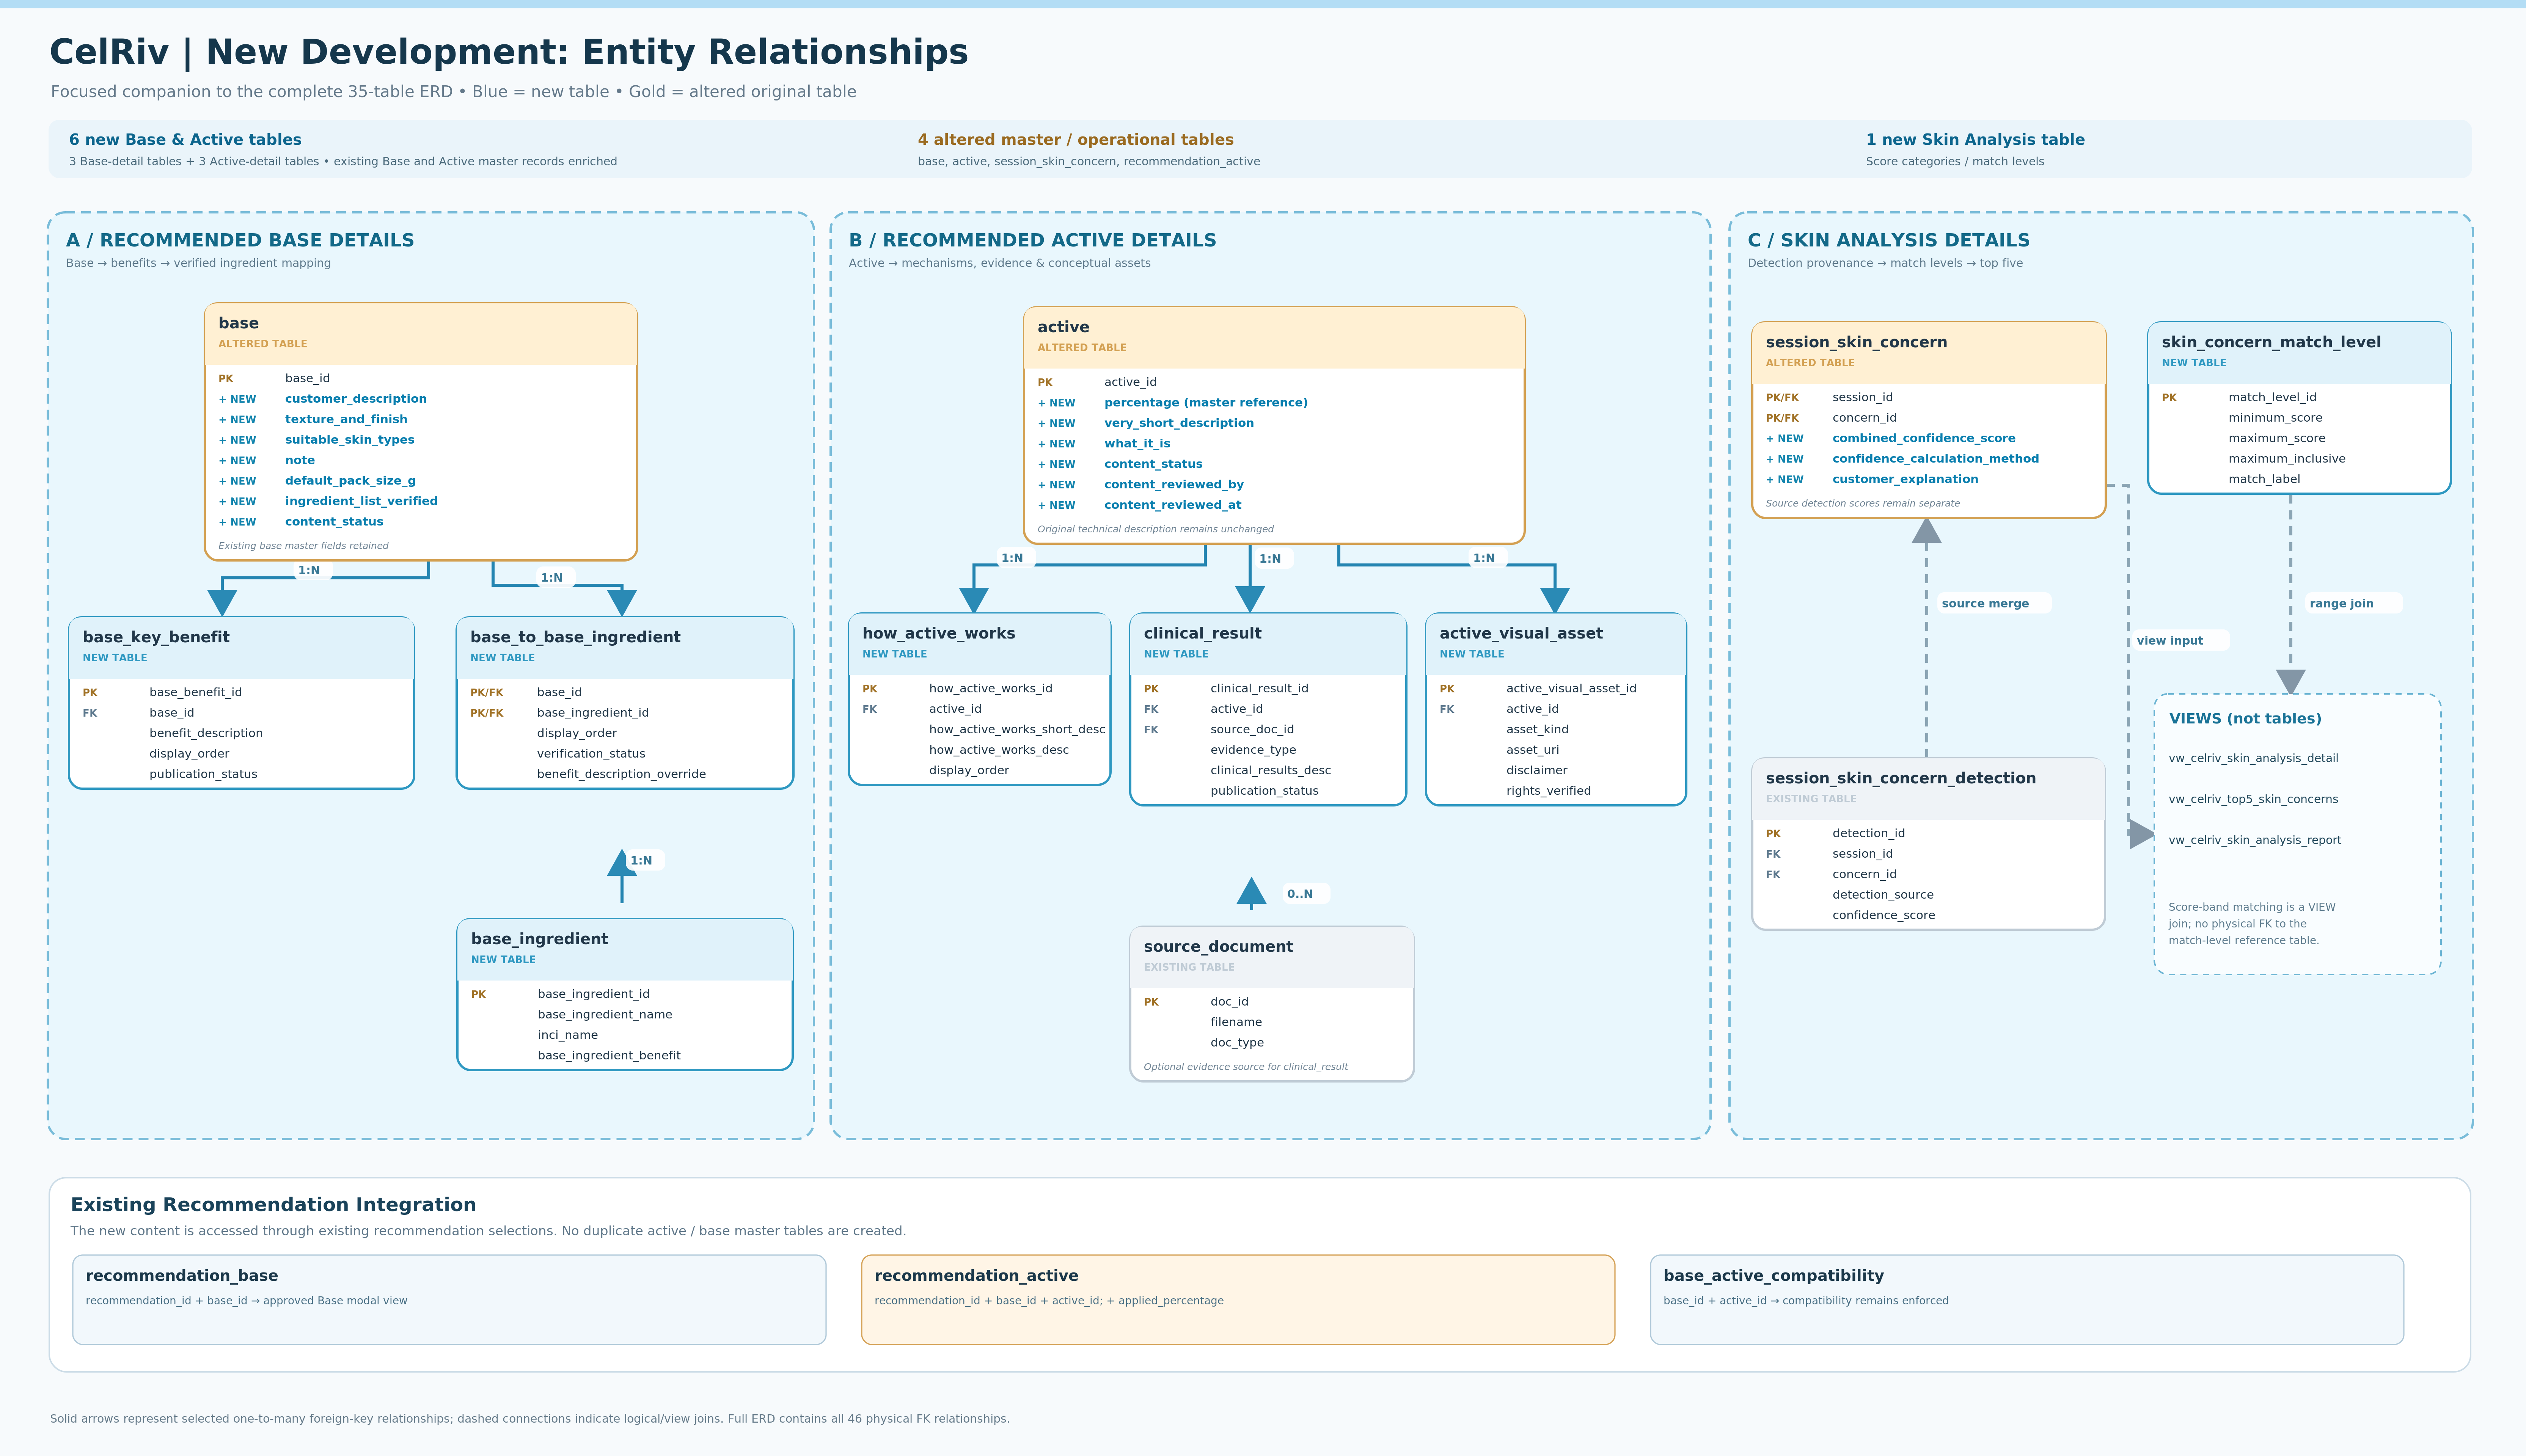 CelRiv | New Development: Entity Relationships
Focused companion to the complete 35-table ERD • Blue = new table • Gold = altered original table
6 new Base & Active tables
3 Base-detail tables + 3 Active-detail tables • existing Base and Active master records enriched
4 altered master / operational tables
base, active, session_skin_concern, recommendation_active
1 new Skin Analysis table
Score categories / match levels
A / RECOMMENDED BASE DETAILS
Base → benefits → verified ingredient mapping
base
ALTERED TABLE
PK base_id
+ NEW customer_description
+ NEW texture_and_finish
+ NEW suitable_skin_types
+ NEW note
+ NEW default_pack_size_g
+ NEW ingredient_list_verified
+ NEW content_status
Existing base master fields retained
1:N
1:N
base_key_benefit
NEW TABLE
PK base_benefit_id
FK base_id
benefit_description
display_order
publication_status
base_to_base_ingredient
NEW TABLE
PK/FK base_id
PK/FK base_ingredient_id
display_order
verification_status
benefit_description_override
1:N
base_ingredient
NEW TABLE
PK base_ingredient_id
base_ingredient_name
inci_name
base_ingredient_benefit
B / RECOMMENDED ACTIVE DETAILS
Active → mechanisms, evidence & conceptual assets
active
ALTERED TABLE
PK active_id
+ NEW percentage (master reference)
+ NEW very_short_description
+ NEW what_it_is
+ NEW content_status
+ NEW content_reviewed_by
+ NEW content_reviewed_at
Original technical description remains unchanged
1:N
1:N
1:N
how_active_works
NEW TABLE
PK how_active_works_id
FK active_id
how_active_works_short_desc
how_active_works_desc
display_order
clinical_result
NEW TABLE
PK clinical_result_id
FK active_id
FK source_doc_id
evidence_type
clinical_results_desc
publication_status
active_visual_asset
NEW TABLE
PK active_visual_asset_id
FK active_id
asset_kind
asset_uri
disclaimer
rights_verified
0..N
source_document
EXISTING TABLE
PK doc_id
filename
doc_type
Optional evidence source for clinical_result
C / SKIN ANALYSIS DETAILS
Detection provenance → match levels → top five
session_skin_concern
ALTERED TABLE
PK/FK session_id
PK/FK concern_id
+ NEW combined_confidence_score
+ NEW confidence_calculation_method
+ NEW customer_explanation
Source detection scores remain separate
skin_concern_match_level
NEW TABLE
PK match_level_id
minimum_score
maximum_score
maximum_inclusive
match_label
source merge
range join
view input
session_skin_concern_detection
EXISTING TABLE
PK detection_id
FK session_id
FK concern_id
detection_source
confidence_score
VIEWS (not tables)
vw_celriv_skin_analysis_detail
vw_celriv_top5_skin_concerns
vw_celriv_skin_analysis_report
Score-band matching is a VIEW
join; no physical FK to the
match-level reference table.
Existing Recommendation Integration
The new content is accessed through existing recommendation selections. No duplicate active / base master tables are created.
recommendation_base
recommendation_id + base_id → approved Base modal view
recommendation_active
recommendation_id + base_id + active_id; + applied_percentage
base_active_compatibility
base_id + active_id → compatibility remains enforced
Solid arrows represent selected one-to-many foreign-key relationships; dashed connections indicate logical/view joins. Full ERD contains all 46 physical FK relationships.